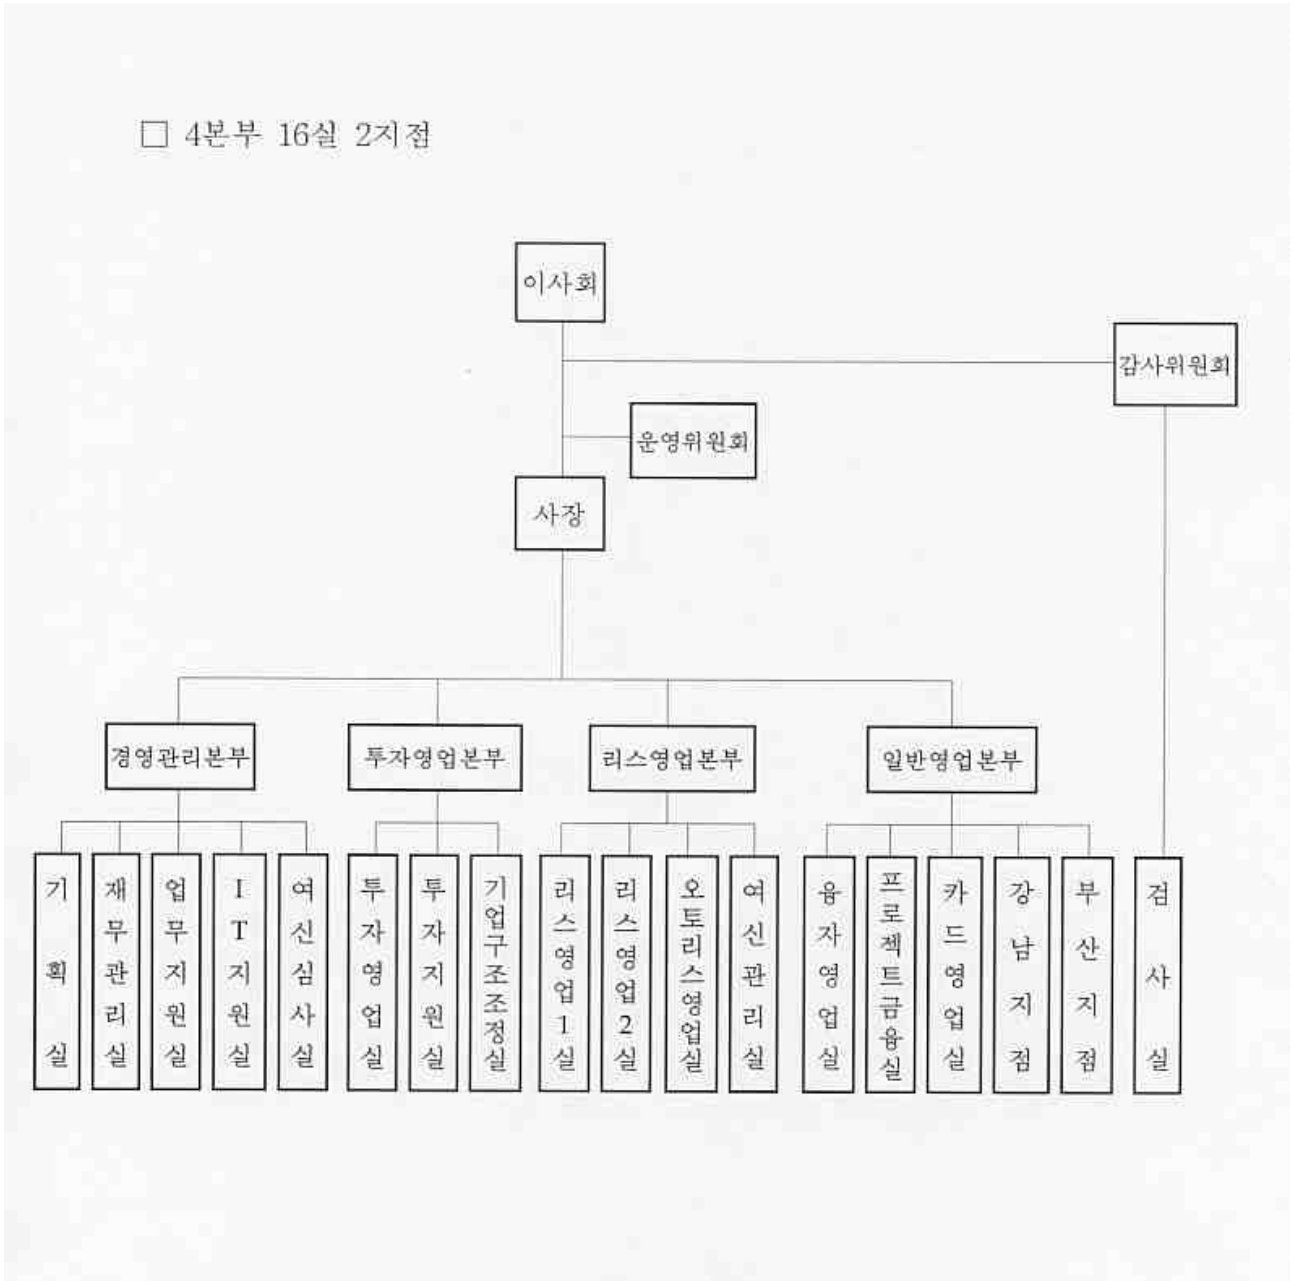 □ 4본부 16실 2지점
이사회
감사위원회
운영위원회
사장
경영관리본부
투자영업본부
리스영업본부
일반영업본부
기획실
재무관리실
업무지원실
IT지원실
여신심사실
투자영업실
투자지원실
기업구조조정실
리스영업1실
리스영업2실
오토리스영업실
여신관리실
융자영업실
프로젝트금융실
카드영업실
강남지점
부산지점
검사실